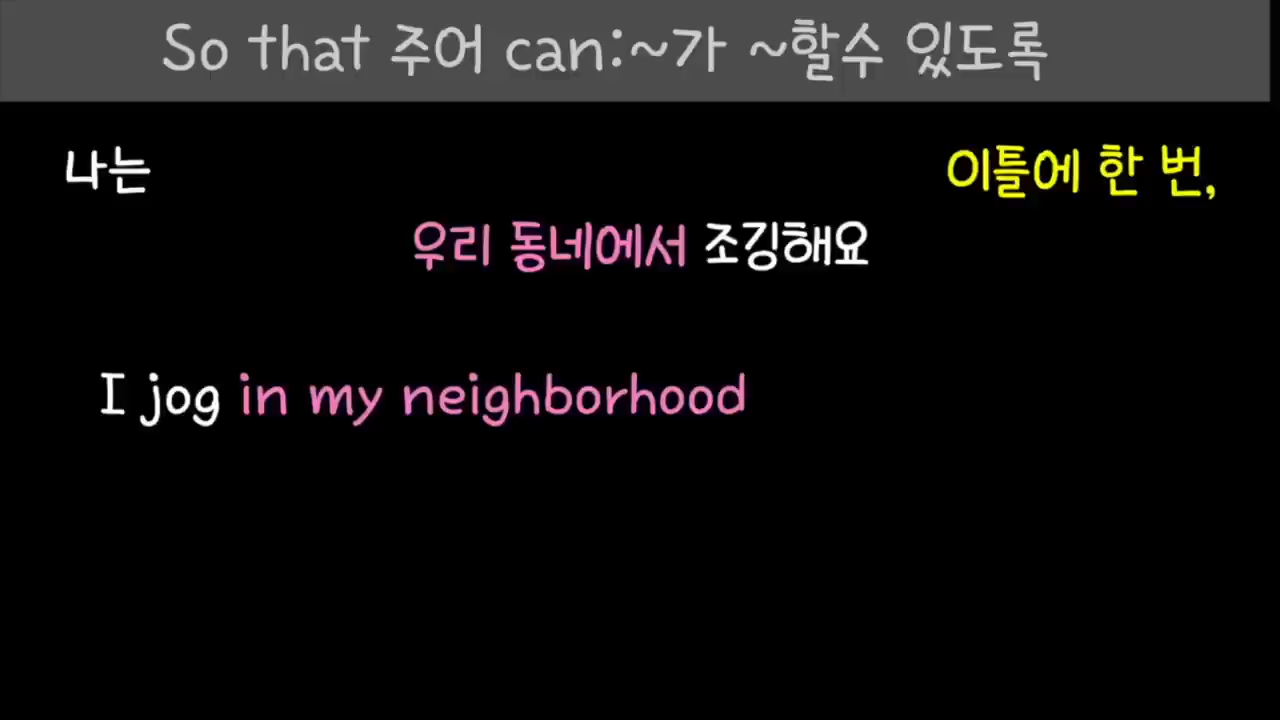 So that 주어 can:~가 ~할수 있도록
나는 이틀에 한 번,
우리 동네에서 조깅해요
I jog in my neighborhood